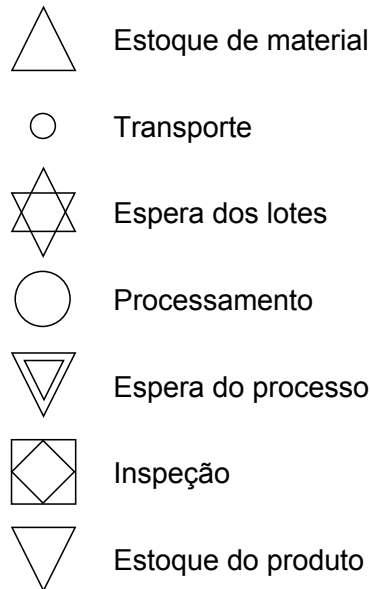 Estoque de material
Transporte
Espera dos lotes
Processamento
Espera do processo
Inspeção
Estoque do produto